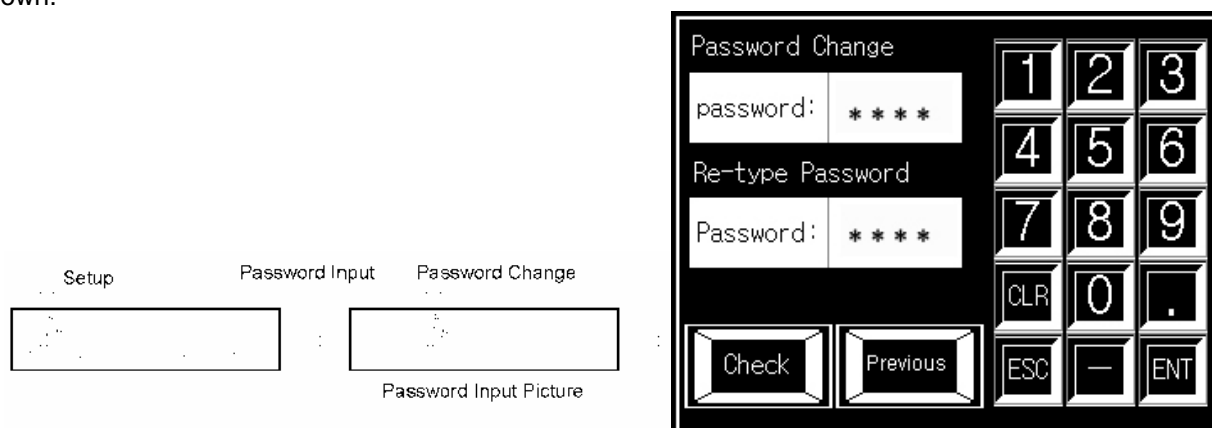 own.
Setup
Password Input
Password Change
:
:
Password Input Picture
Password Change
password: ****
Re-type Password
Password: ****
Check
Previous
1 2 3
4 5 6
7 8 9
CLR 0 .
ESC - ENT